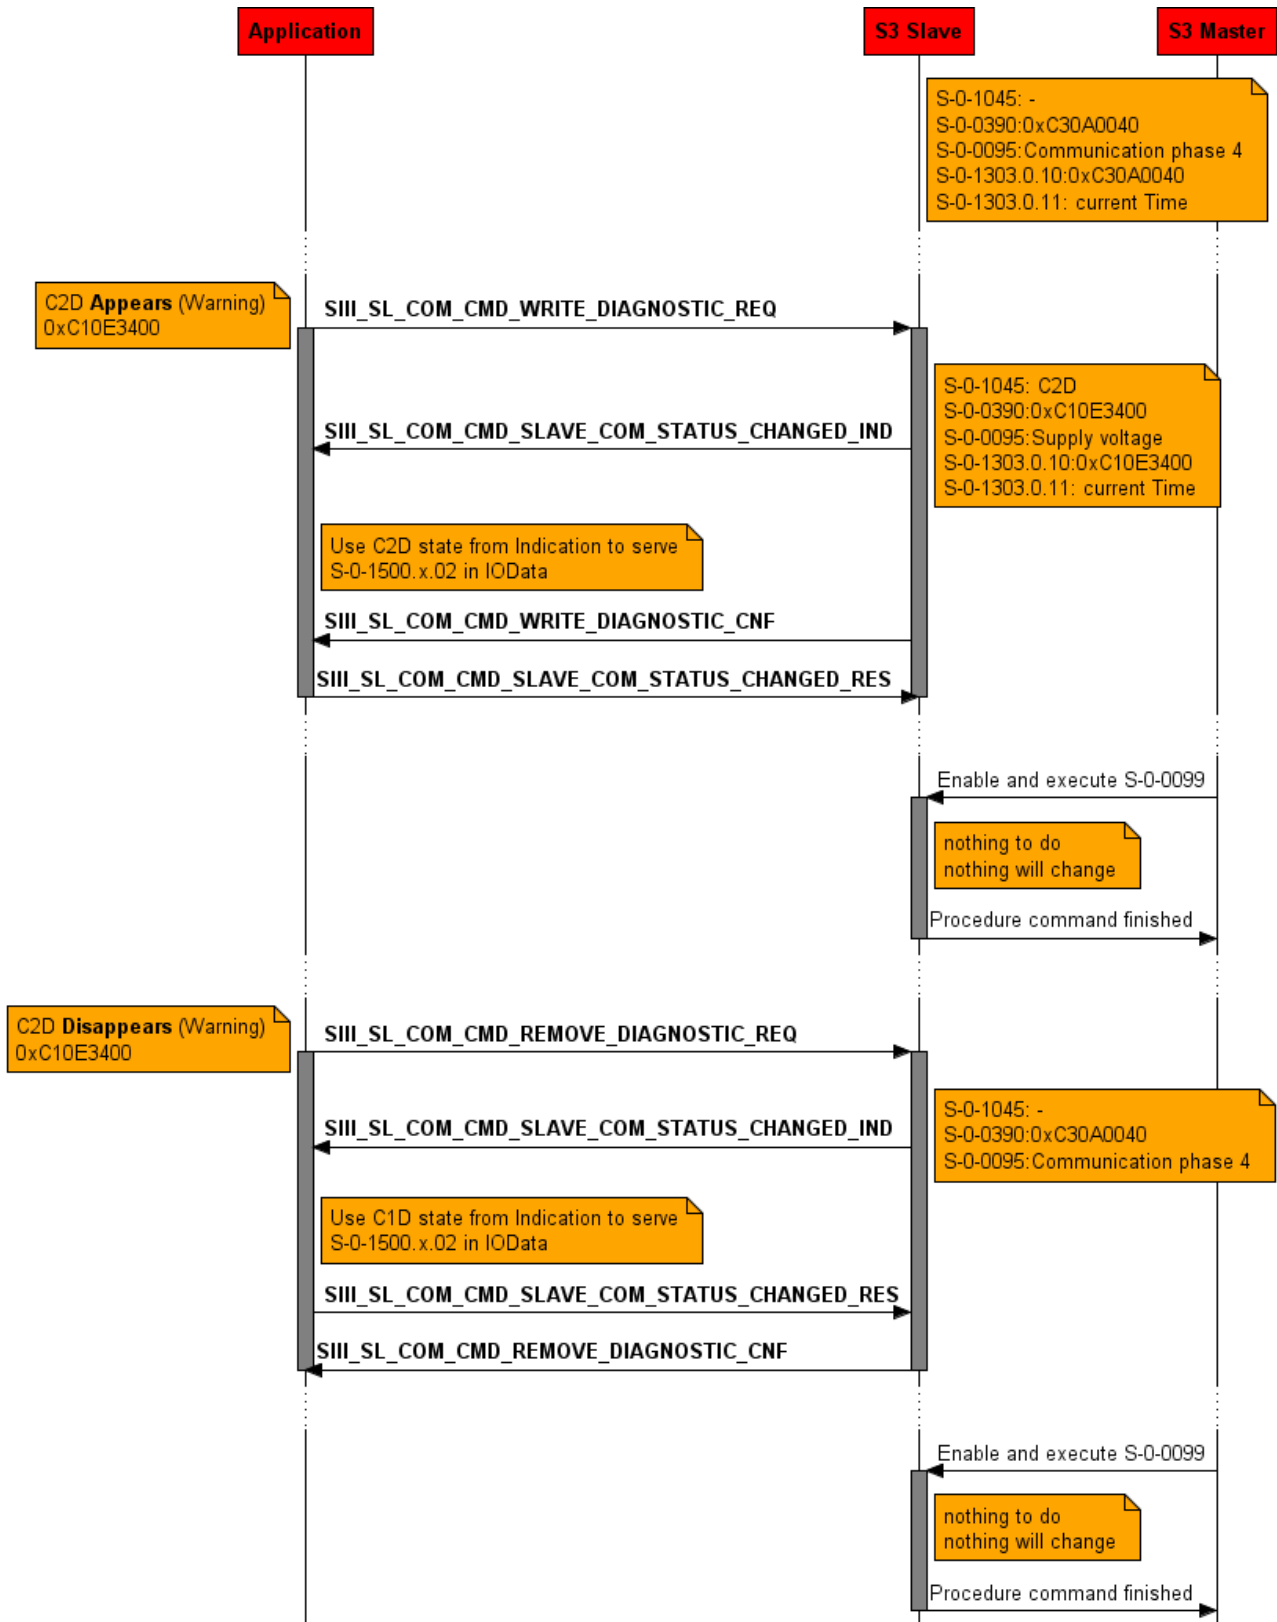 Application
S3 Slave
S3 Master
S-0-1045: -
S-0-0390:0xC30A0040
S-0-0095:Communication phase 4
S-0-1303.0.10:0xC30A0040
S-0-1303.0.11: current Time
C2D Appears (Warning)
0xC10E3400
SIII_SL_COM_CMD_WRITE_DIAGNOSTIC_REQ
S-0-1045: C2D
S-0-0390:0xC10E3400
S-0-0095:Supply voltage
S-0-1303.0.10:0xC10E3400
S-0-1303.0.11: current Time
SIII_SL_COM_CMD_SLAVE_COM_STATUS_CHANGED_IND
Use C2D state from Indication to serve
S-0-1500.x.02 in IOData
SIII_SL_COM_CMD_WRITE_DIAGNOSTIC_CNF
SIII_SL_COM_CMD_SLAVE_COM_STATUS_CHANGED_RES
Enable and execute S-0-0099
nothing to do
nothing will change
Procedure command finished
C2D Disappears (Warning)
0xC10E3400
SIII_SL_COM_CMD_REMOVE_DIAGNOSTIC_REQ
S-0-1045: -
S-0-0390:0xC30A0040
S-0-0095:Communication phase 4
SIII_SL_COM_CMD_SLAVE_COM_STATUS_CHANGED_IND
Use C1D state from Indication to serve
S-0-1500.x.02 in IOData
SIII_SL_COM_CMD_SLAVE_COM_STATUS_CHANGED_RES
SIII_SL_COM_CMD_REMOVE_DIAGNOSTIC_CNF
Enable and execute S-0-0099
nothing to do
nothing will change
Procedure command finished